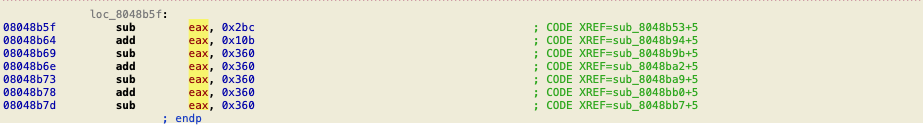 loc_8048b5f:
08048b5f sub eax, 0x2bc ; CODE XREF=sub_8048b53+5
08048b64 add eax, 0x10b ; CODE XREF=sub_8048b94+5
08048b69 sub eax, 0x360 ; CODE XREF=sub_8048b9b+5
08048b6e add eax, 0x360 ; CODE XREF=sub_8048ba2+5
08048b73 sub eax, 0x360 ; CODE XREF=sub_8048ba9+5
08048b78 add eax, 0x360 ; CODE XREF=sub_8048bb0+5
08048b7d sub eax, 0x360 ; CODE XREF=sub_8048bb7+5
; endp